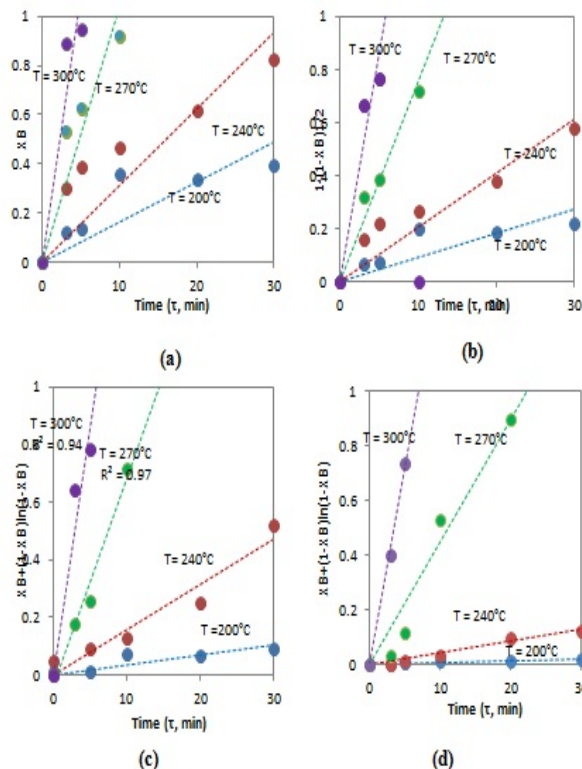 1
0.8
0.6
0.4
0.2
0
X B
T = 300°C
T = 270°C
T = 240°C
T = 200°C
0 10 20 30
Time (τ, min)
(a)
1
0.8
0.6
0.4
0.2
0
T = 300°C
T = 270°C
T = 240°C
T = 200°C
0 10 20 30
Time (τ, min)
(b)
1
0.8
0.6
0.4
0.2
0
X B+(1- X B)ln(1- X B)
T = 300°C
R² = 0.94
T = 270°C
R² = 0.97
T = 240°C
T =200°C
0 10 20 30
Time (τ, min)
(c)
1
0.8
0.6
0.4
0.2
0
X B+(1- X B)ln(1- X B)
T = 300°C
T = 270°C
T = 240°C
T = 200°C
0 10 20 30
Time (τ, min)
(d)